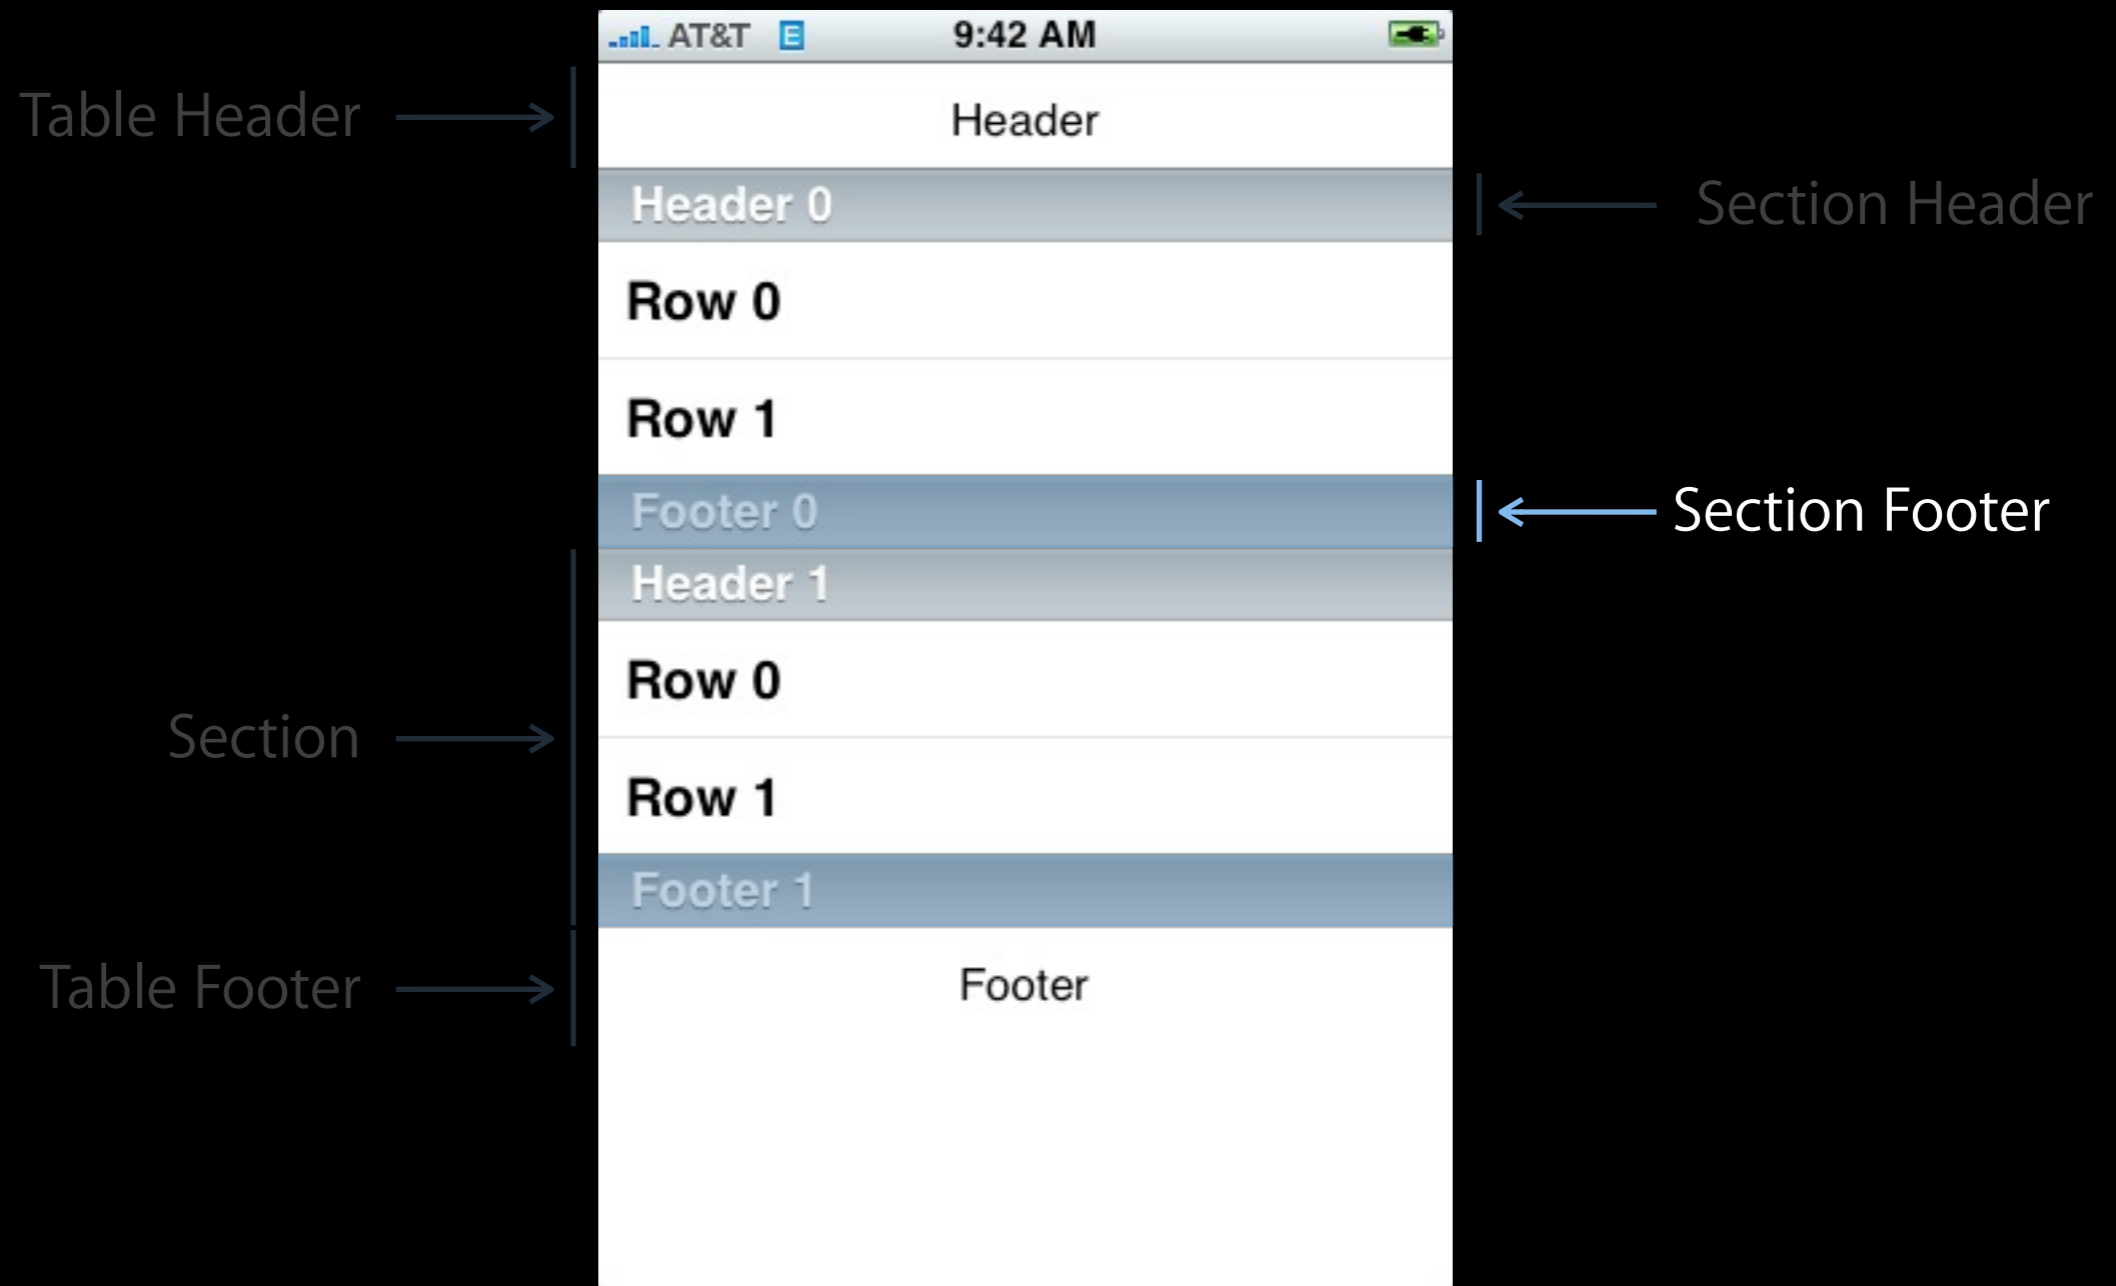 AT&T E 9:42 AM
Table Header
Header
Header 0
Section Header
Row 0
Row 1
Footer 0
Section Footer
Header 1
Row 0
Section
Row 1
Footer 1
Table Footer
Footer